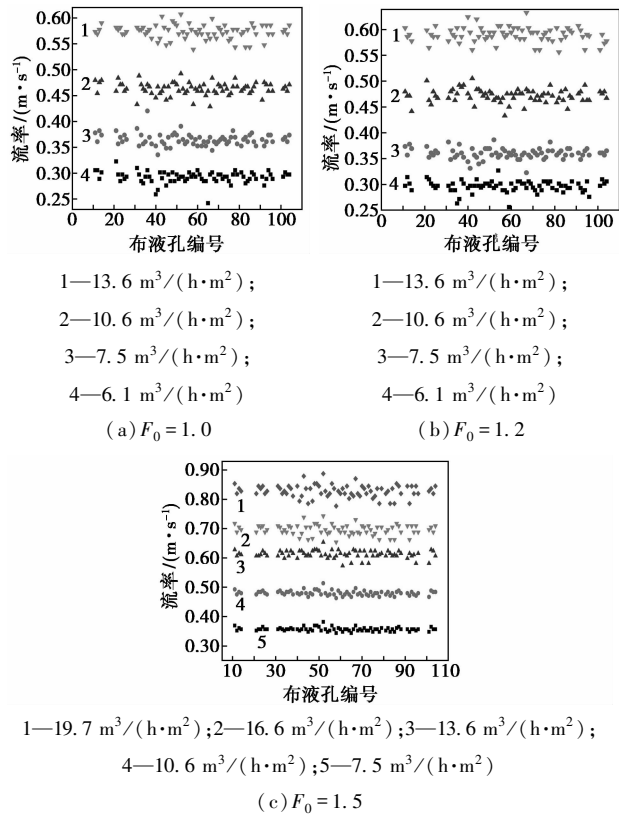 0.60
0.55
0.50
0.45
0.40
0.35
0.30
0.25
流率/(m·s⁻¹)
1
2
3
4
0 20 40 60 80 100
布液孔编号
0.60
0.55
0.50
0.45
0.40
0.35
0.30
0.25
流率/(m·s⁻¹)
1
2
3
4
0 20 40 60 80 100
布液孔编号
1—13.6 m³/(h·m²);
2—10.6 m³/(h·m²);
3—7.5 m³/(h·m²);
4—6.1 m³/(h·m²)
(a)F₀=1.0
1—13.6 m³/(h·m²);
2—10.6 m³/(h·m²);
3—7.5 m³/(h·m²);
4—6.1 m³/(h·m²)
(b)F₀=1.2
0.90
0.80
0.70
0.60
0.50
0.40
0.30
流率/(m·s⁻¹)
1
2
3
4
5
10 30 50 70 90 110
布液孔编号
1—19.7 m³/(h·m²);2—16.6 m³/(h·m²);3—13.6 m³/(h·m²);
4—10.6 m³/(h·m²);5—7.5 m³/(h·m²)
(c)F₀=1.5